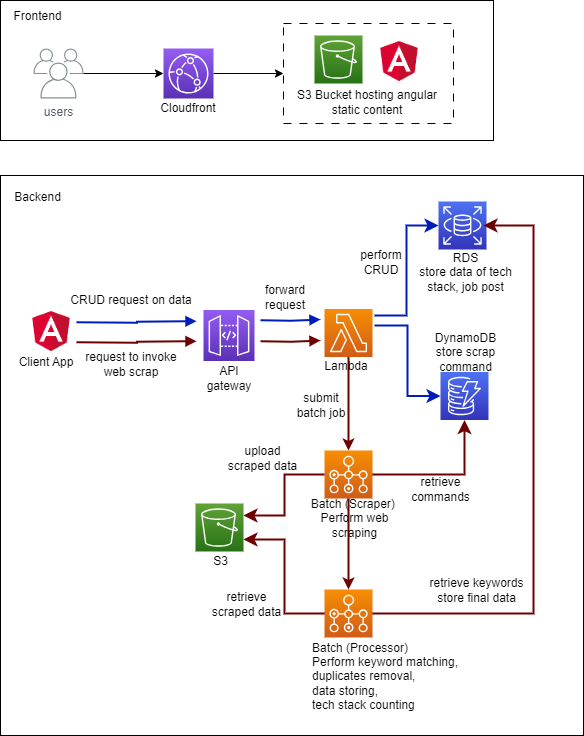 Frontend
users
Cloudfront
S3 Bucket hosting angular
static content
Backend
RDS
store data of tech
stack, job post
perform
CRUD
CRUD request on data
forward
request
Client App
request to invoke
web scrap
API
gateway
Lambda
DynamoDB
store scrap
command
submit
batch job
upload
scraped data
retrieve
commands
Batch (Scraper)
Perform web
scraping
S3
retrieve
scraped data
retrieve keywords
store final data
Batch (Processor)
Perform keyword matching,
duplicates removal,
data storing,
tech stack counting